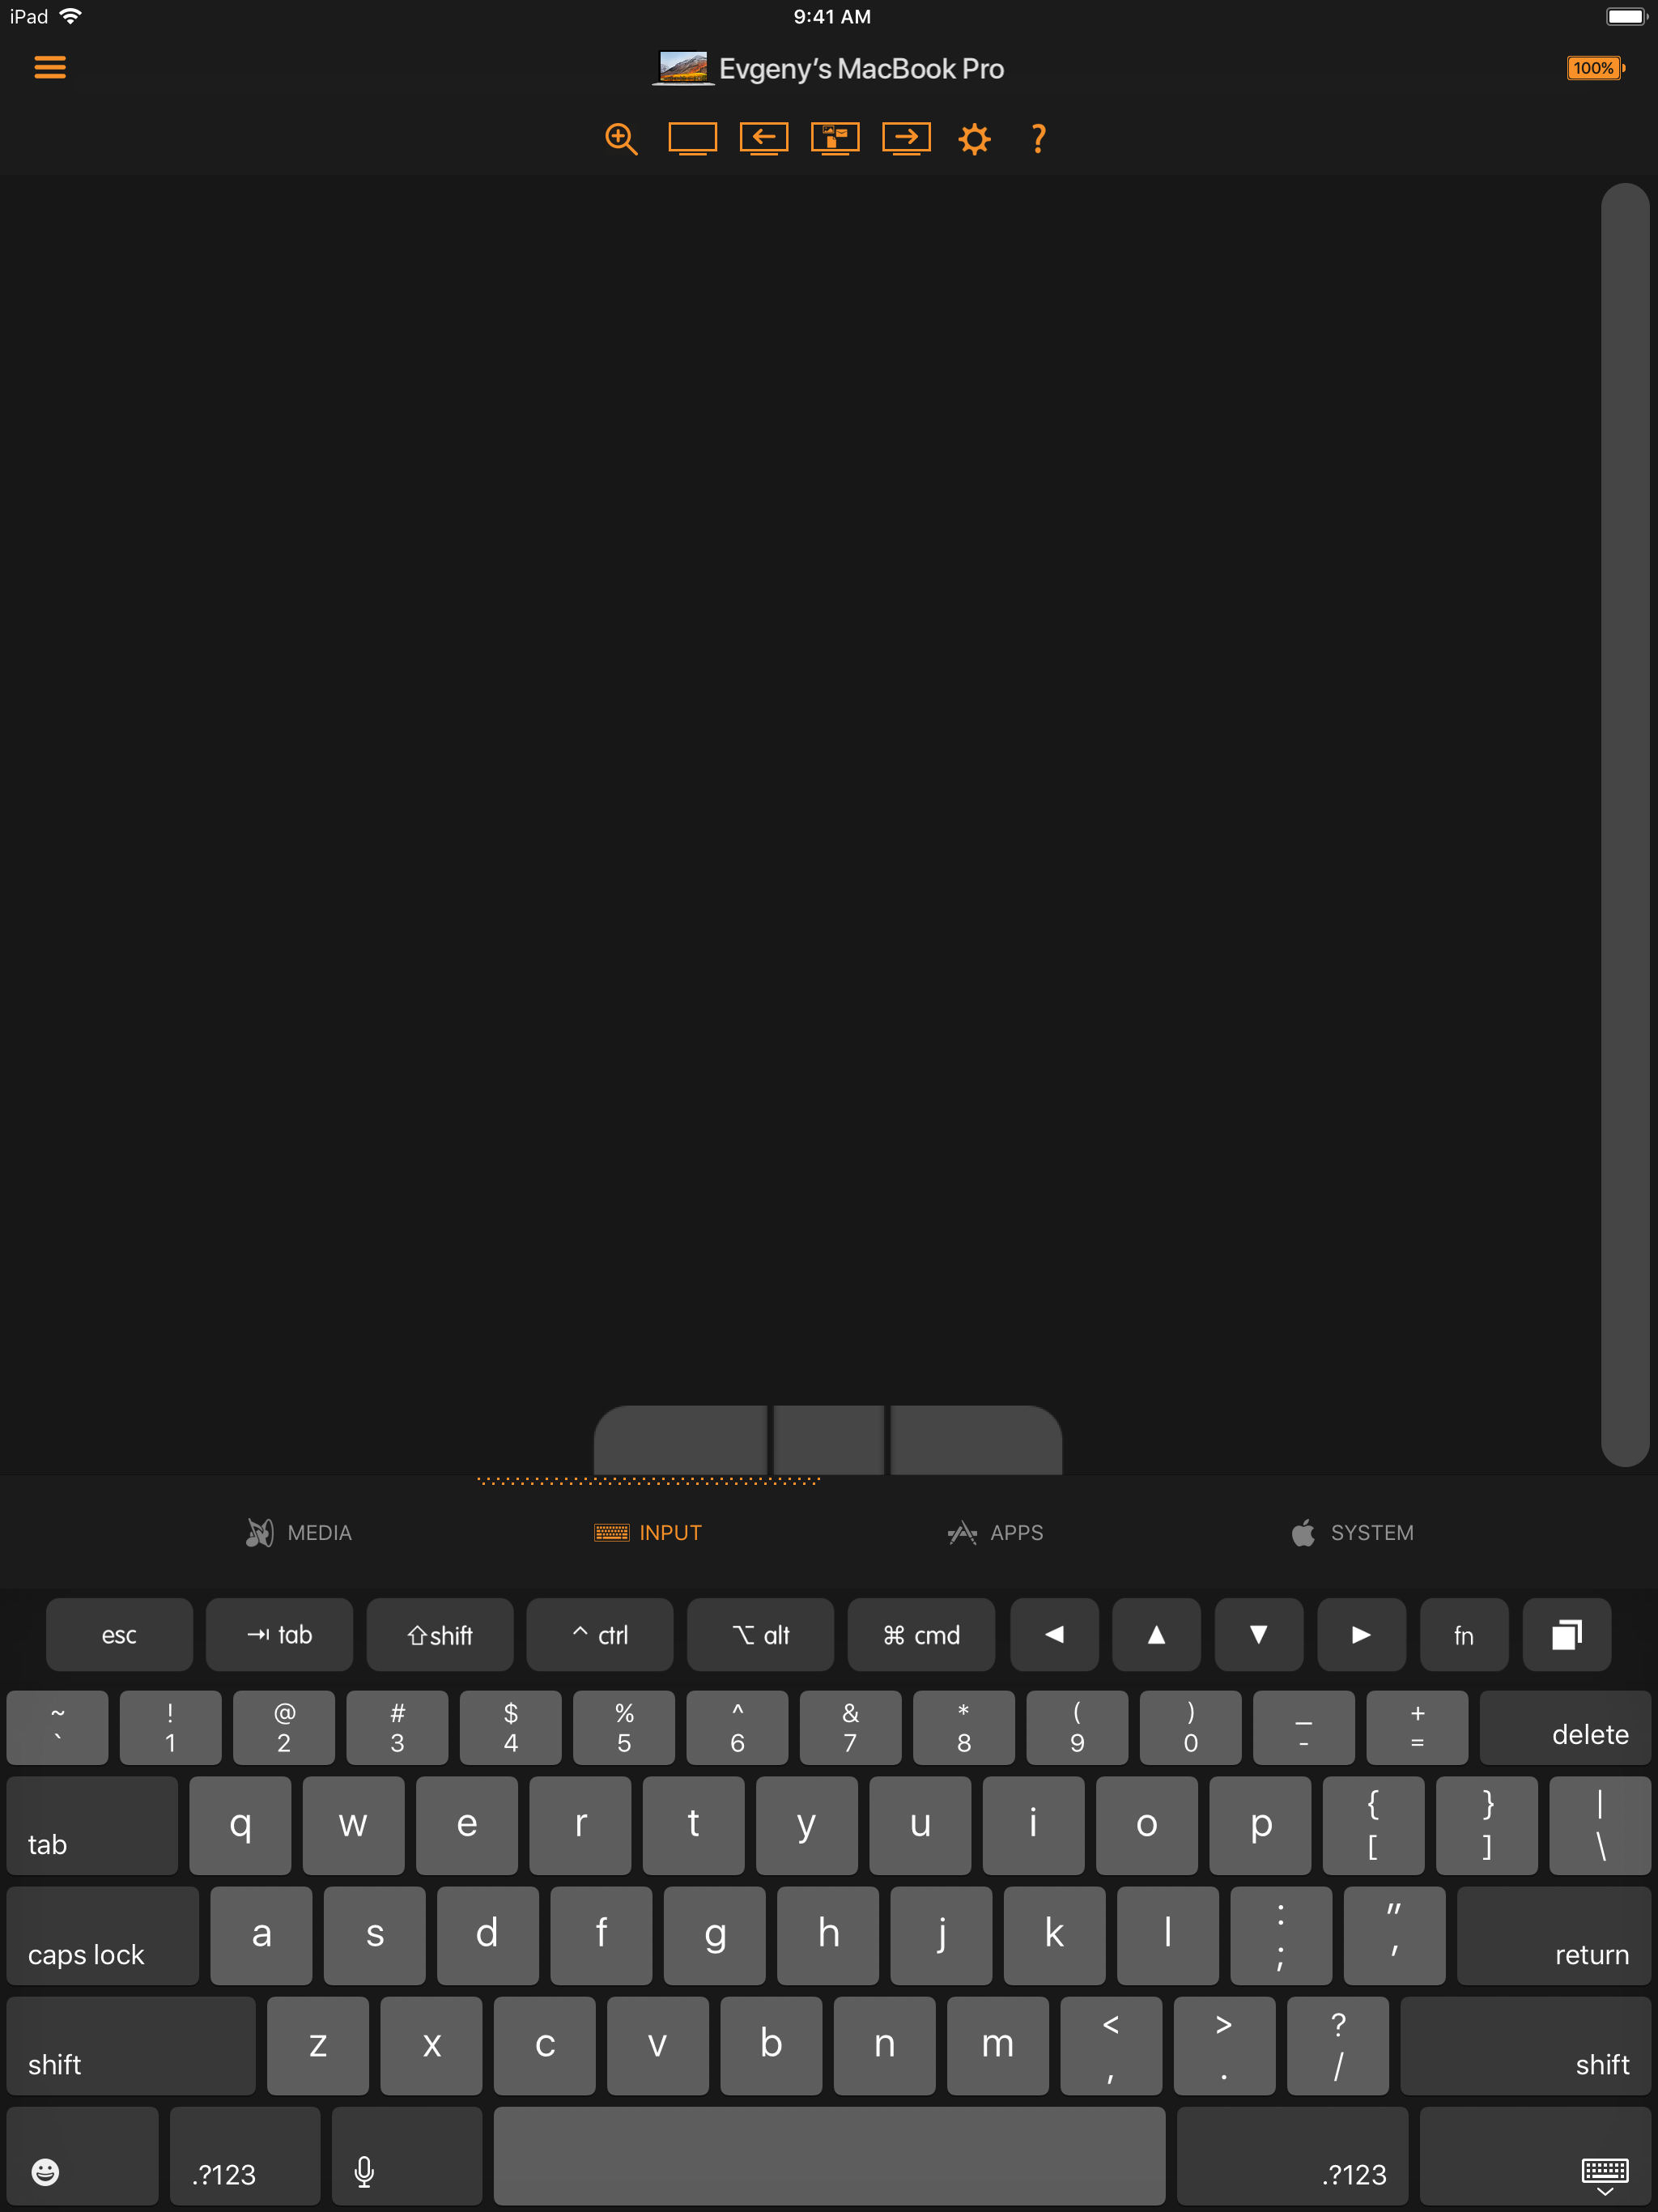 iPad 9:41 AM
Evgeny’s MacBook Pro 100%
?
MEDIA INPUT APPS SYSTEM
esc ⇥ tab ⇧ shift ^ ctrl ⌥ alt ⌘ cmd ◀ ▲ ▼ ▶ fn
~ ! @ # $ % ^ & * ( ) _ +
` 1 2 3 4 5 6 7 8 9 0 - = delete
tab q w e r t y u i o p { [ } ] | \
caps lock a s d f g h j k l : ; " ' return
shift z x c v b n m < , > . ? / shift
.?123 .?123